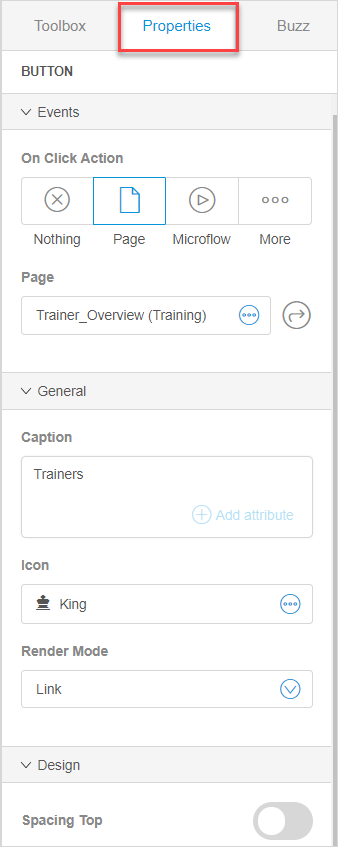 Toolbox Properties Buzz
BUTTON
Events
On Click Action
Nothing Page Microflow More
Page
Trainer_Overview (Training)
General
Caption
Trainers
Add attribute
Icon
King
Render Mode
Link
Design
Spacing Top